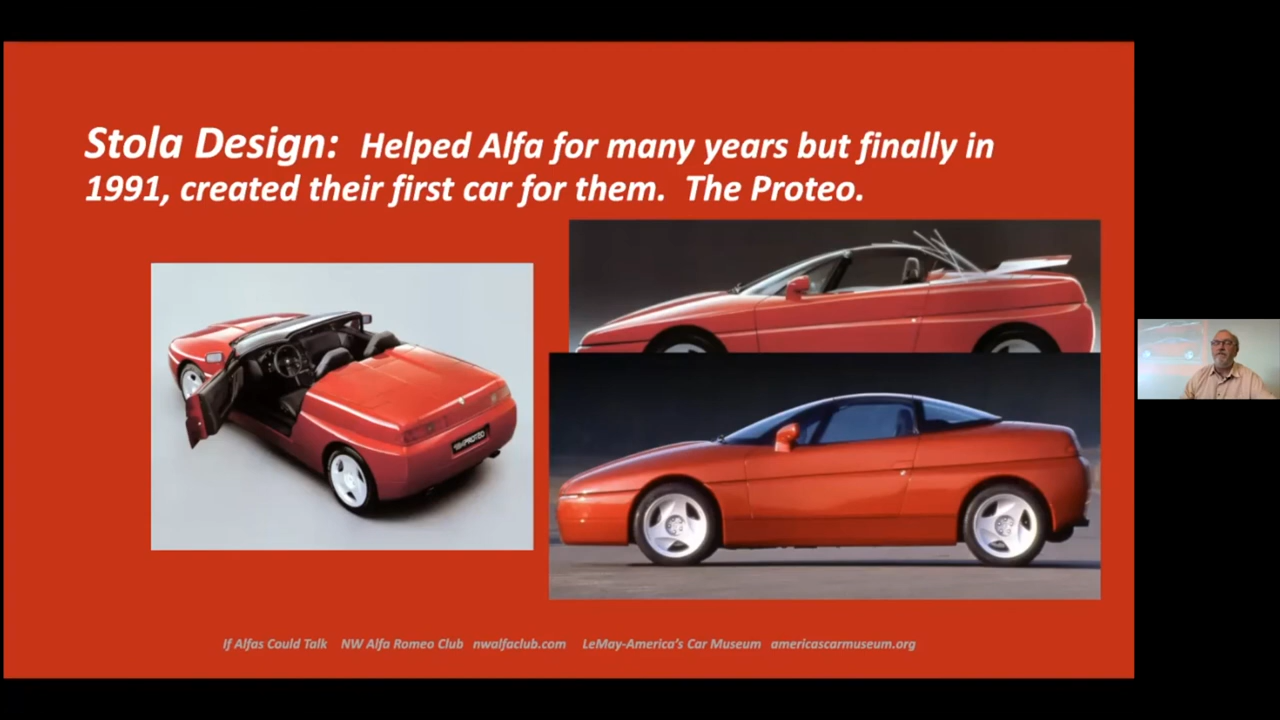 Stola Design: Helped Alfa for many years but finally in
1991, created their first car for them. The Proteo.
PROTEO
If Alfas Could Talk NW Alfa Romeo Club nwalfaclub.com LeMay-America's Car Museum americascarmuseum.org